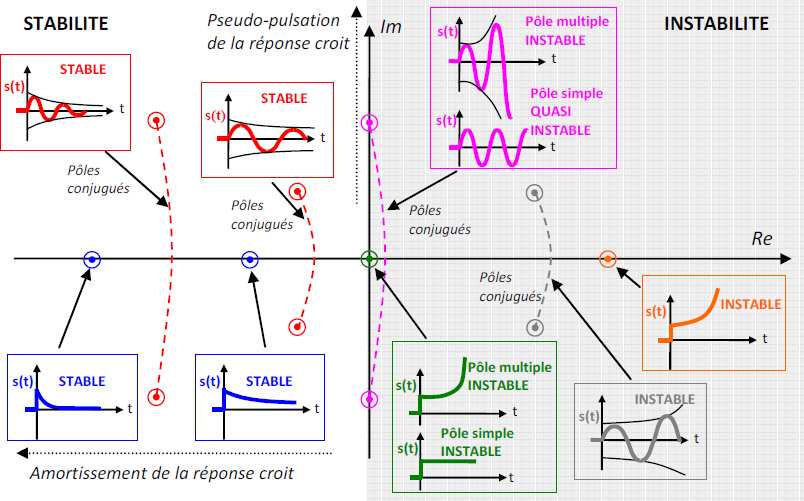 STABILITE
Pseudo-pulsation
de la réponse croit
Im
INSTABILITE
STABLE
s(t)
t
Pôles
conjugués
STABLE
s(t)
t
Pôles
conjugués
Pôle multiple
INSTABLE
s(t)
t
Pôle simple
QUASI
INSTABLE
s(t)
t
Pôles
conjugués
Re
Pôles
conjugués
INSTABLE
s(t)
t
STABLE
s(t)
t
STABLE
s(t)
t
Pôle multiple
INSTABLE
s(t)
t
Pôle simple
INSTABLE
s(t)
t
INSTABLE
s(t)
t
Amortissement de la réponse croit